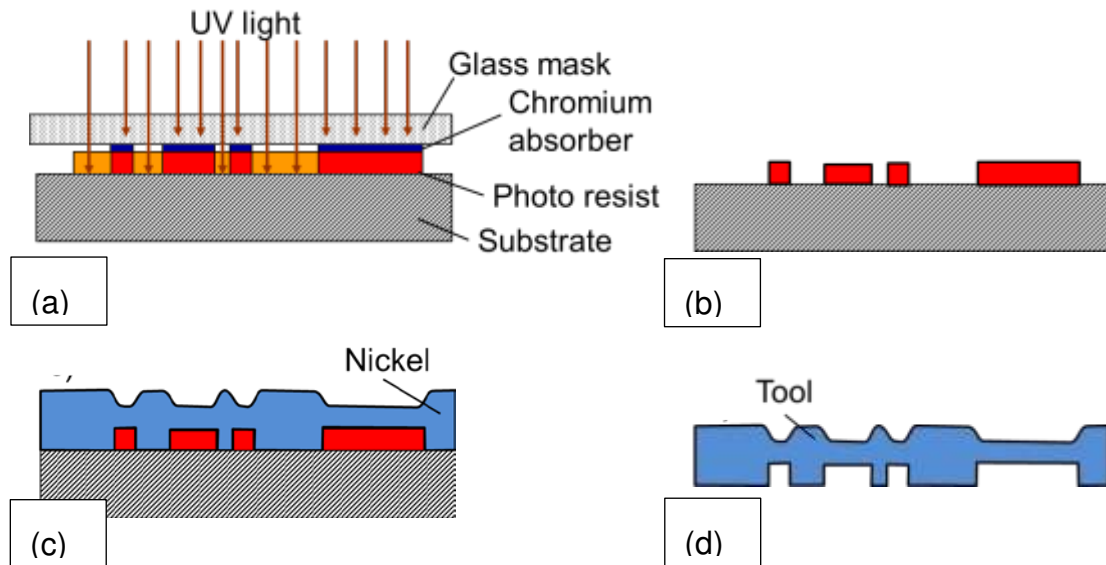 UV light
Glass mask
Chromium
absorber
Photo resist
Substrate
(a)
(b)
Nickel
(c)
Tool
(d)